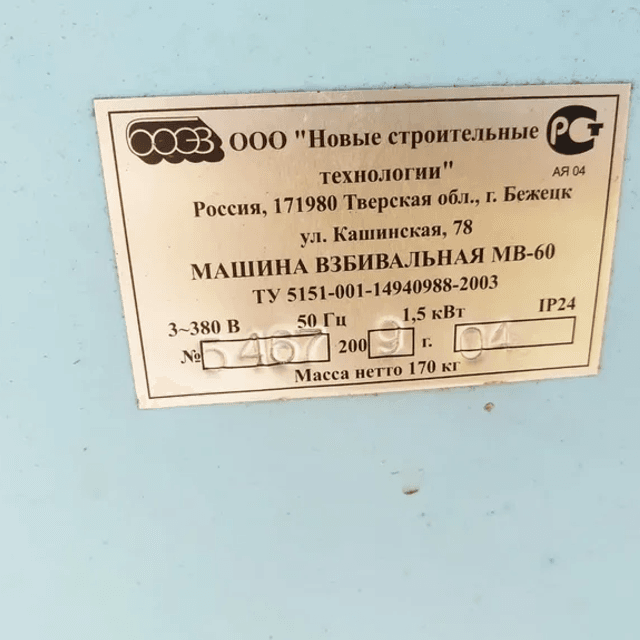 ООО "Новые строительные
технологии"
АЯ 04
Россия, 171980 Тверская обл., г. Бежецк
ул. Кашинская, 78
МАШИНА ВЗБИВАЛЬНАЯ МВ-60
ТУ 5151-001-14940988-2003
3~380 В 50 Гц 1,5 кВт IP24
№ 5467 200 9 г. 04
Масса нетто 170 кг